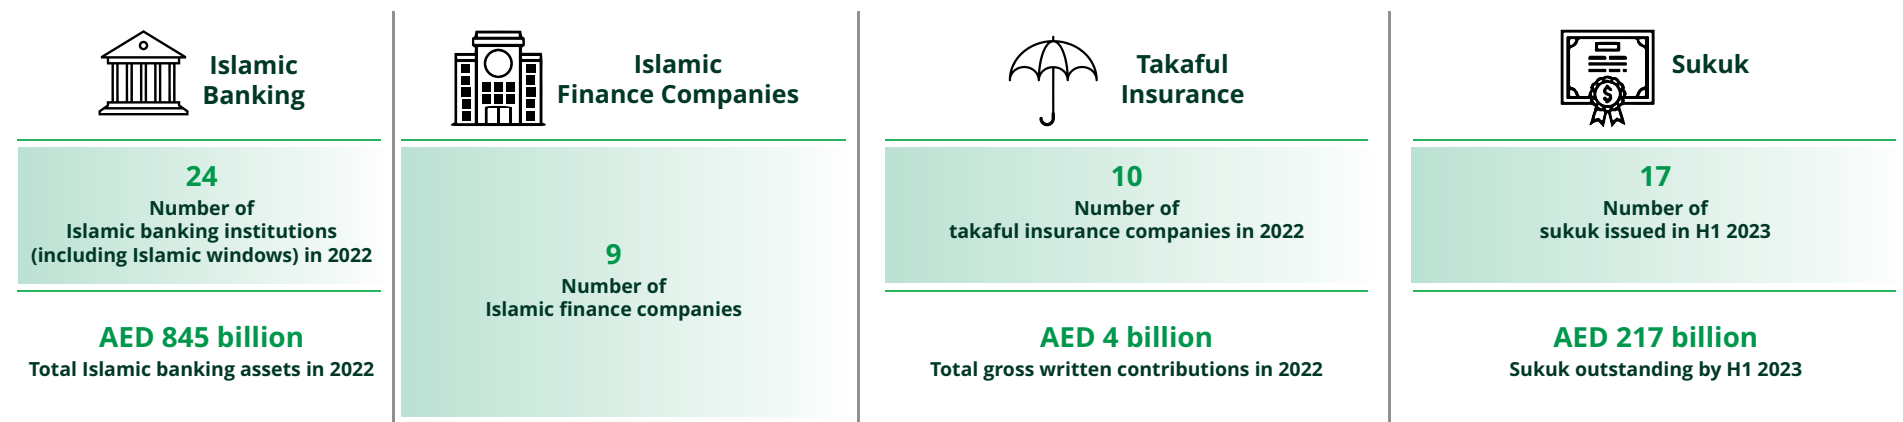 Islamic
Banking
24
Number of
Islamic banking institutions
(including Islamic windows) in 2022
AED 845 billion
Total Islamic banking assets in 2022
Islamic
Finance Companies
9
Number of
Islamic finance companies
Takaful
Insurance
10
Number of
takaful insurance companies in 2022
AED 4 billion
Total gross written contributions in 2022
$
Sukuk
17
Number of
sukuk issued in H1 2023
AED 217 billion
Sukuk outstanding by H1 2023